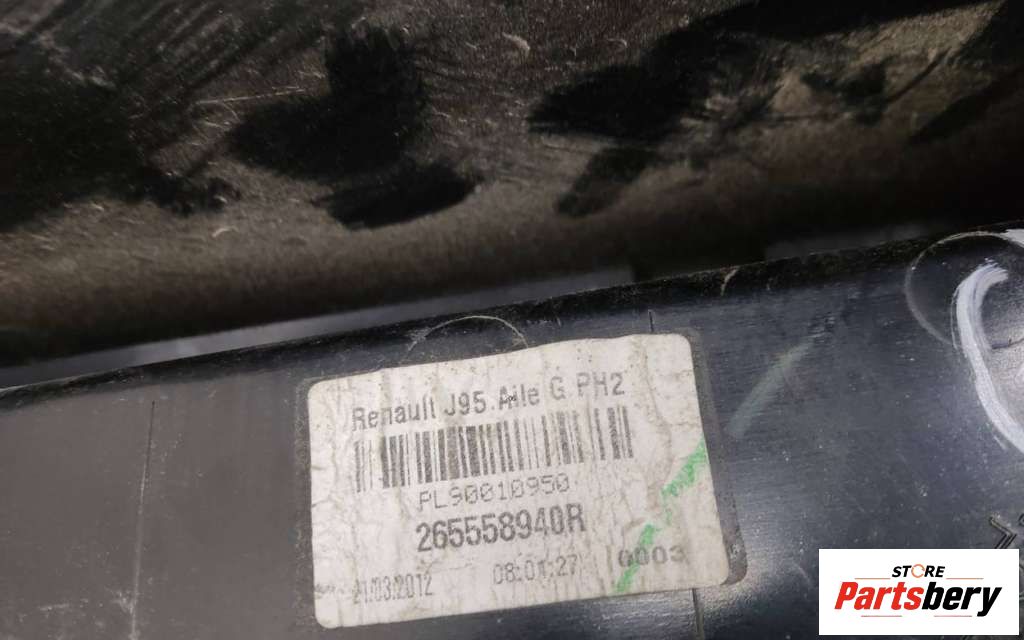 Renault J95 Aile G PH2
PL90010950
265558940R
21/03/2012 08:01:27 0003
STORE
Partsbery